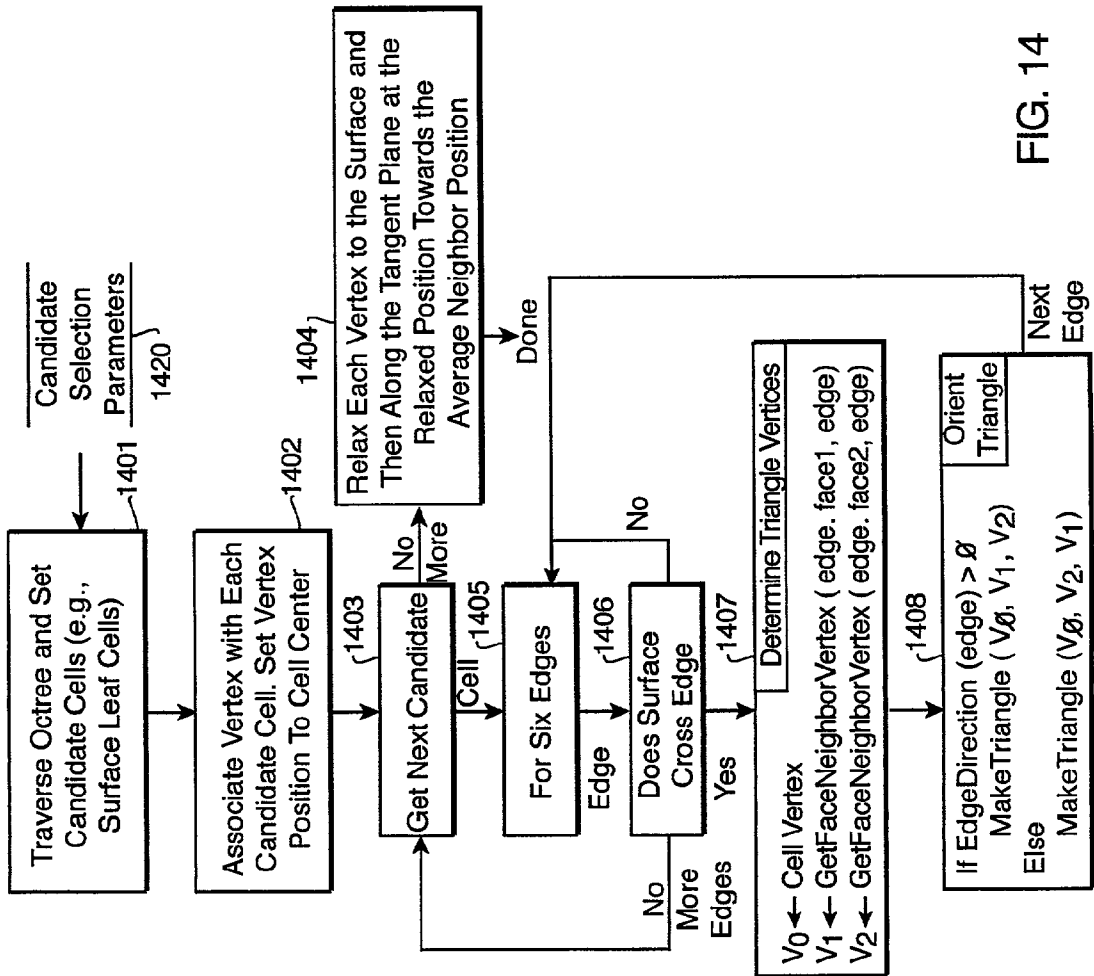 Candidate
Selection
Parameters
1420
1401
Traverse Octree and Set
Candidate Cells (e.g.,
Surface Leaf Cells)
1402
Associate Vertex with Each
Candidate Cell. Set Vertex
Position To Cell Center
1403
Get Next Candidate
No
More
1404
Relax Each Vertex to the Surface and
Then Along the Tangent Plane at the
Relaxed Position Towards the
Average Neighbor Position
Done
Cell
1405
For Six Edges
Edge
1406
Does Surface
Cross Edge
No
No
More
Edges
Yes
1407
Determine Triangle Vertices
V0 ← Cell Vertex
V1 ← GetFaceNeighborVertex ( edge. face1, edge)
V2 ← GetFaceNeighborVertex ( edge. face2, edge)
1408
Orient
Triangle
If EdgeDirection (edge) > Ø
MakeTriangle ( VØ, V1, V2)
Else
MakeTriangle (VØ, V2, V1)
Next
Edge
FIG. 14